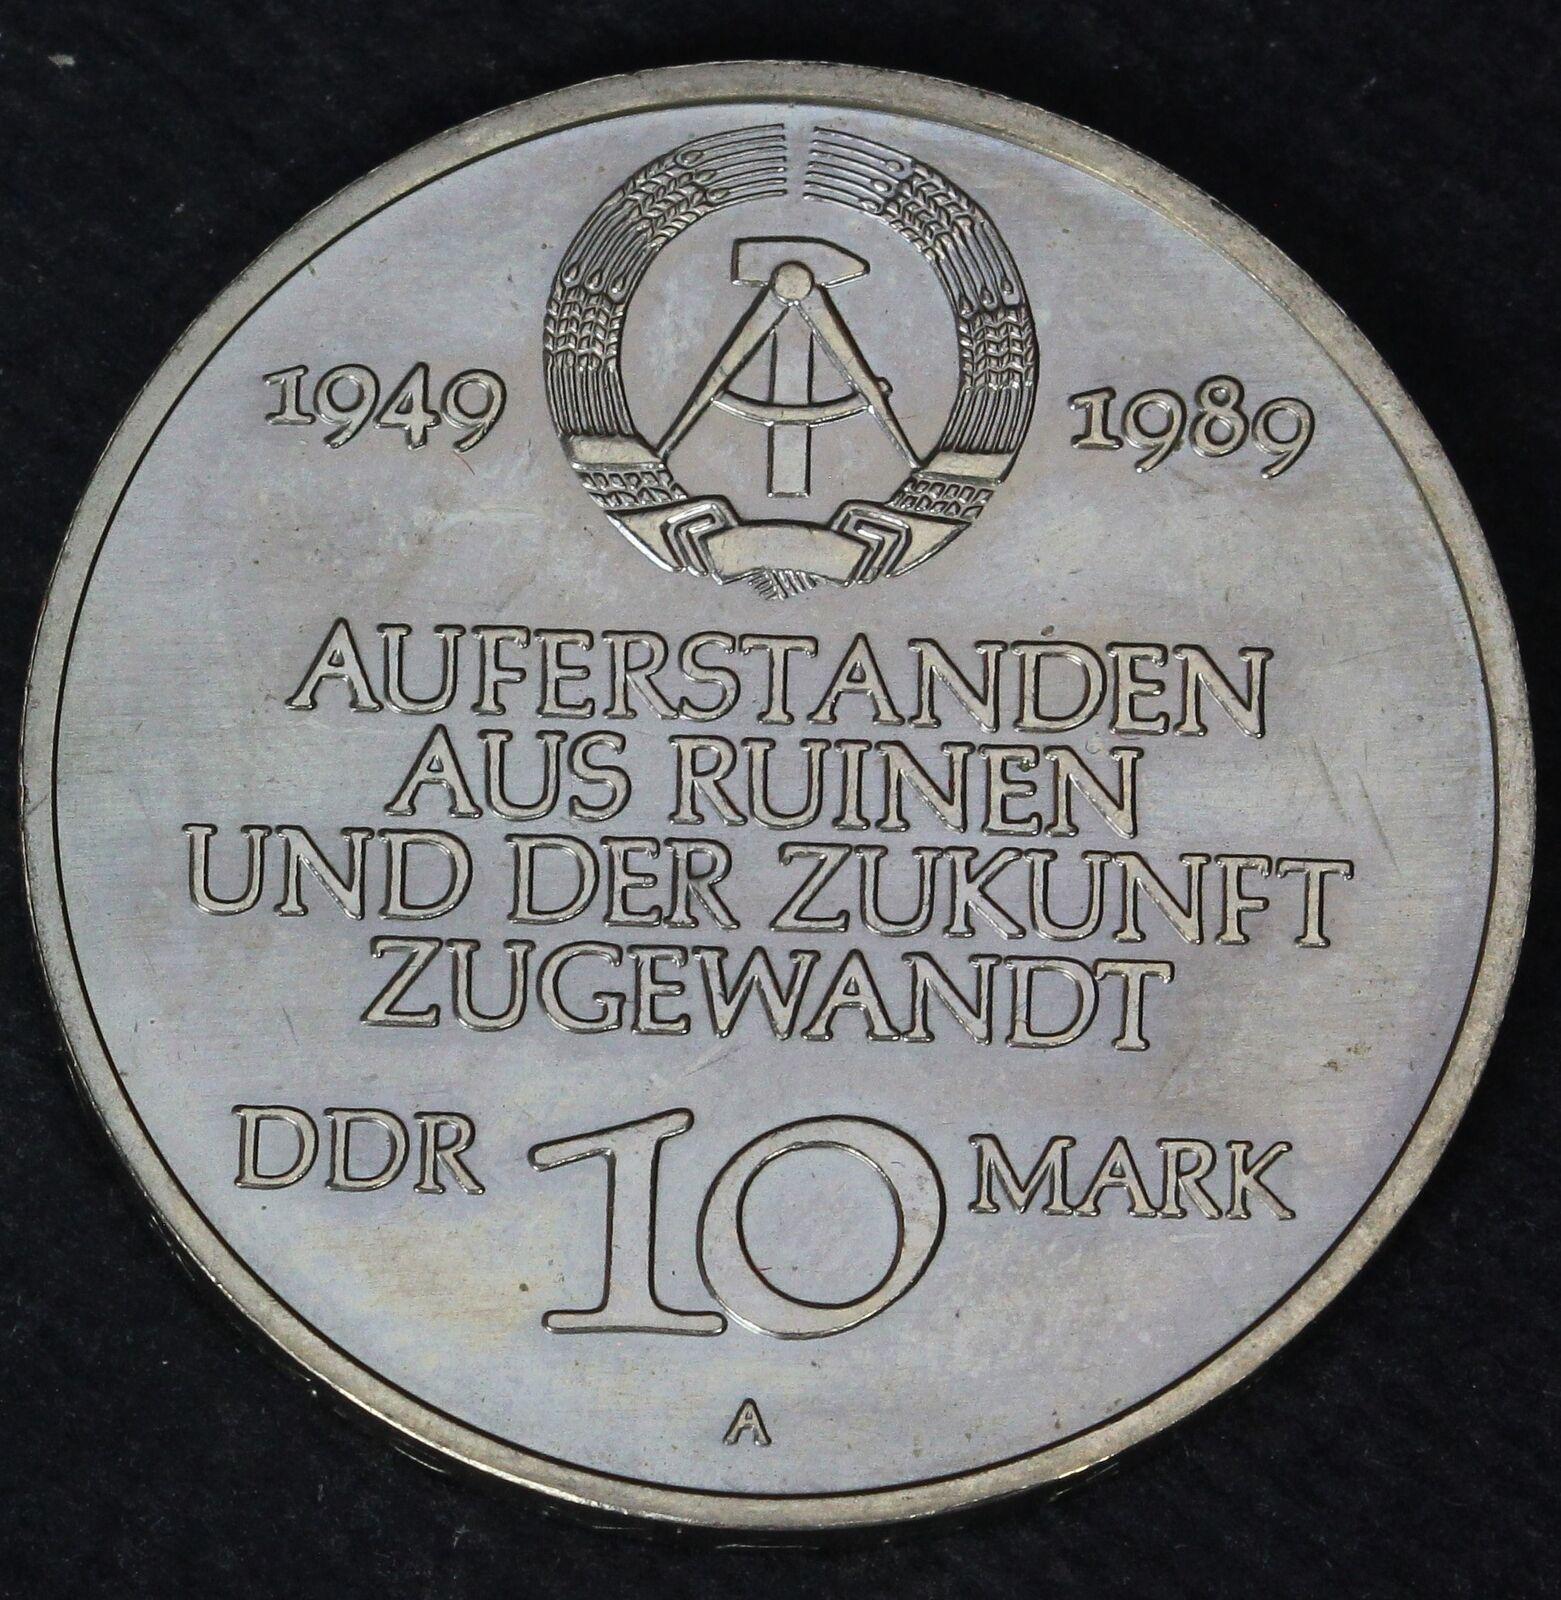 1949 1989
AUFERSTANDEN
AUS RUINEN
UND DER ZUKUNFT
ZUGEWANDT
DDR 10 MARK
A